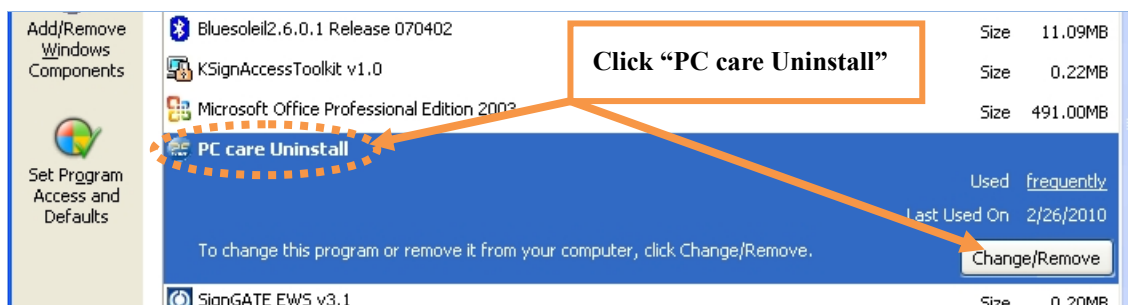 Add/Remove
Windows
Components
Set Program
Access and
Defaults
Bluesoleil2.6.0.1 Release 070402 Size 11.09MB
KSignAccessToolkit v1.0 Size 0.22MB
Microsoft Office Professional Edition 2003 Size 491.00MB
Click “PC care Uninstall”
PC care Uninstall
Used frequently
Last Used On 2/26/2010
To change this program or remove it from your computer, click Change/Remove.
Change/Remove
SignGATE EWS v3.1 Size 0.20MB